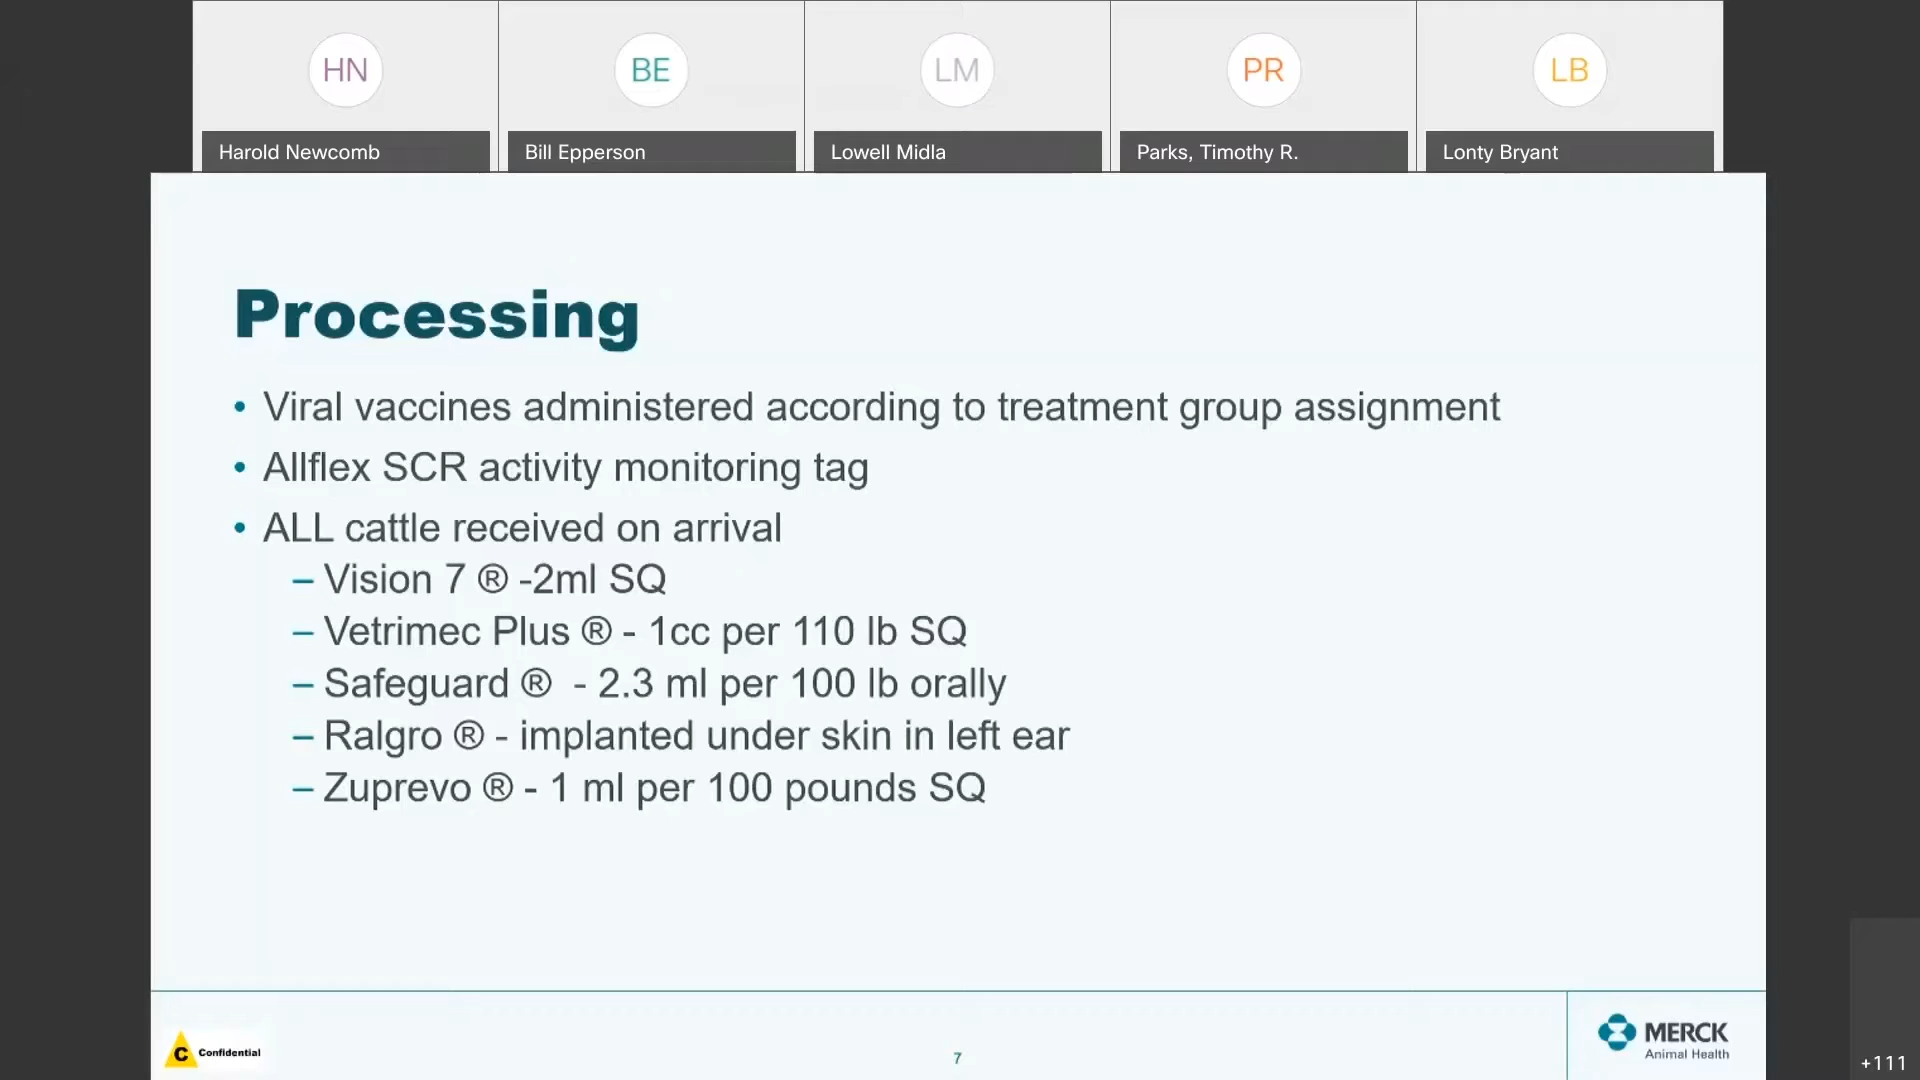 HN BE LM PR LB
Harold Newcomb Bill Epperson Lowell Midla Parks, Timothy R. Lonty Bryant
Processing
• Viral vaccines administered according to treatment group assignment
• Allflex SCR activity monitoring tag
• ALL cattle received on arrival
– Vision 7 ® -2ml SQ
– Vetrimec Plus ® - 1cc per 110 lb SQ
– Safeguard ® - 2.3 ml per 100 lb orally
– Ralgro ® - implanted under skin in left ear
– Zuprevo ® - 1 ml per 100 pounds SQ
C Confidential
7
MERCK
Animal Health
+111